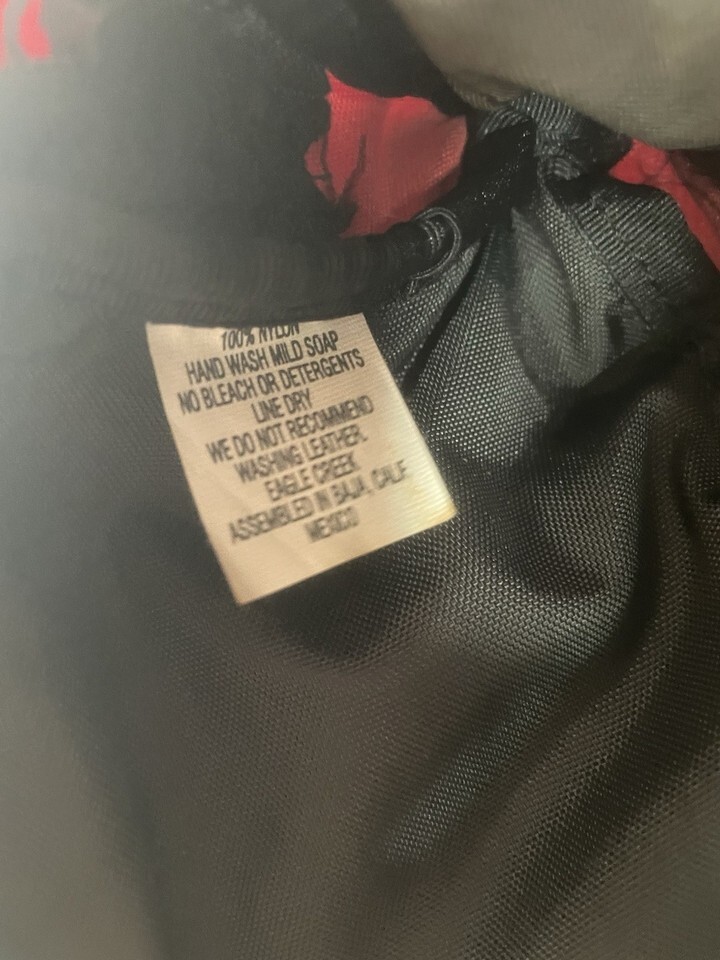 100% NYLON
HAND WASH MILD SOAP
NO BLEACH OR DETERGENTS
LINE DRY
WE DO NOT RECOMMEND
WASHING LEATHER.
EAGLE CREEK
ASSEMBLED IN BAJA, CALIF
MEXICO